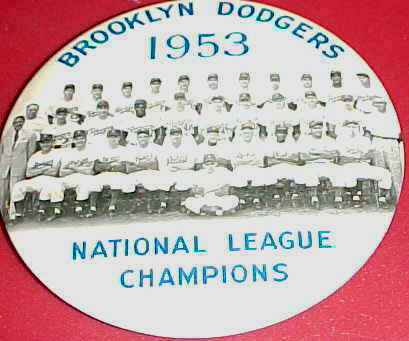 BROOKLYN DODGERS
1953
NATIONAL LEAGUE
CHAMPIONS